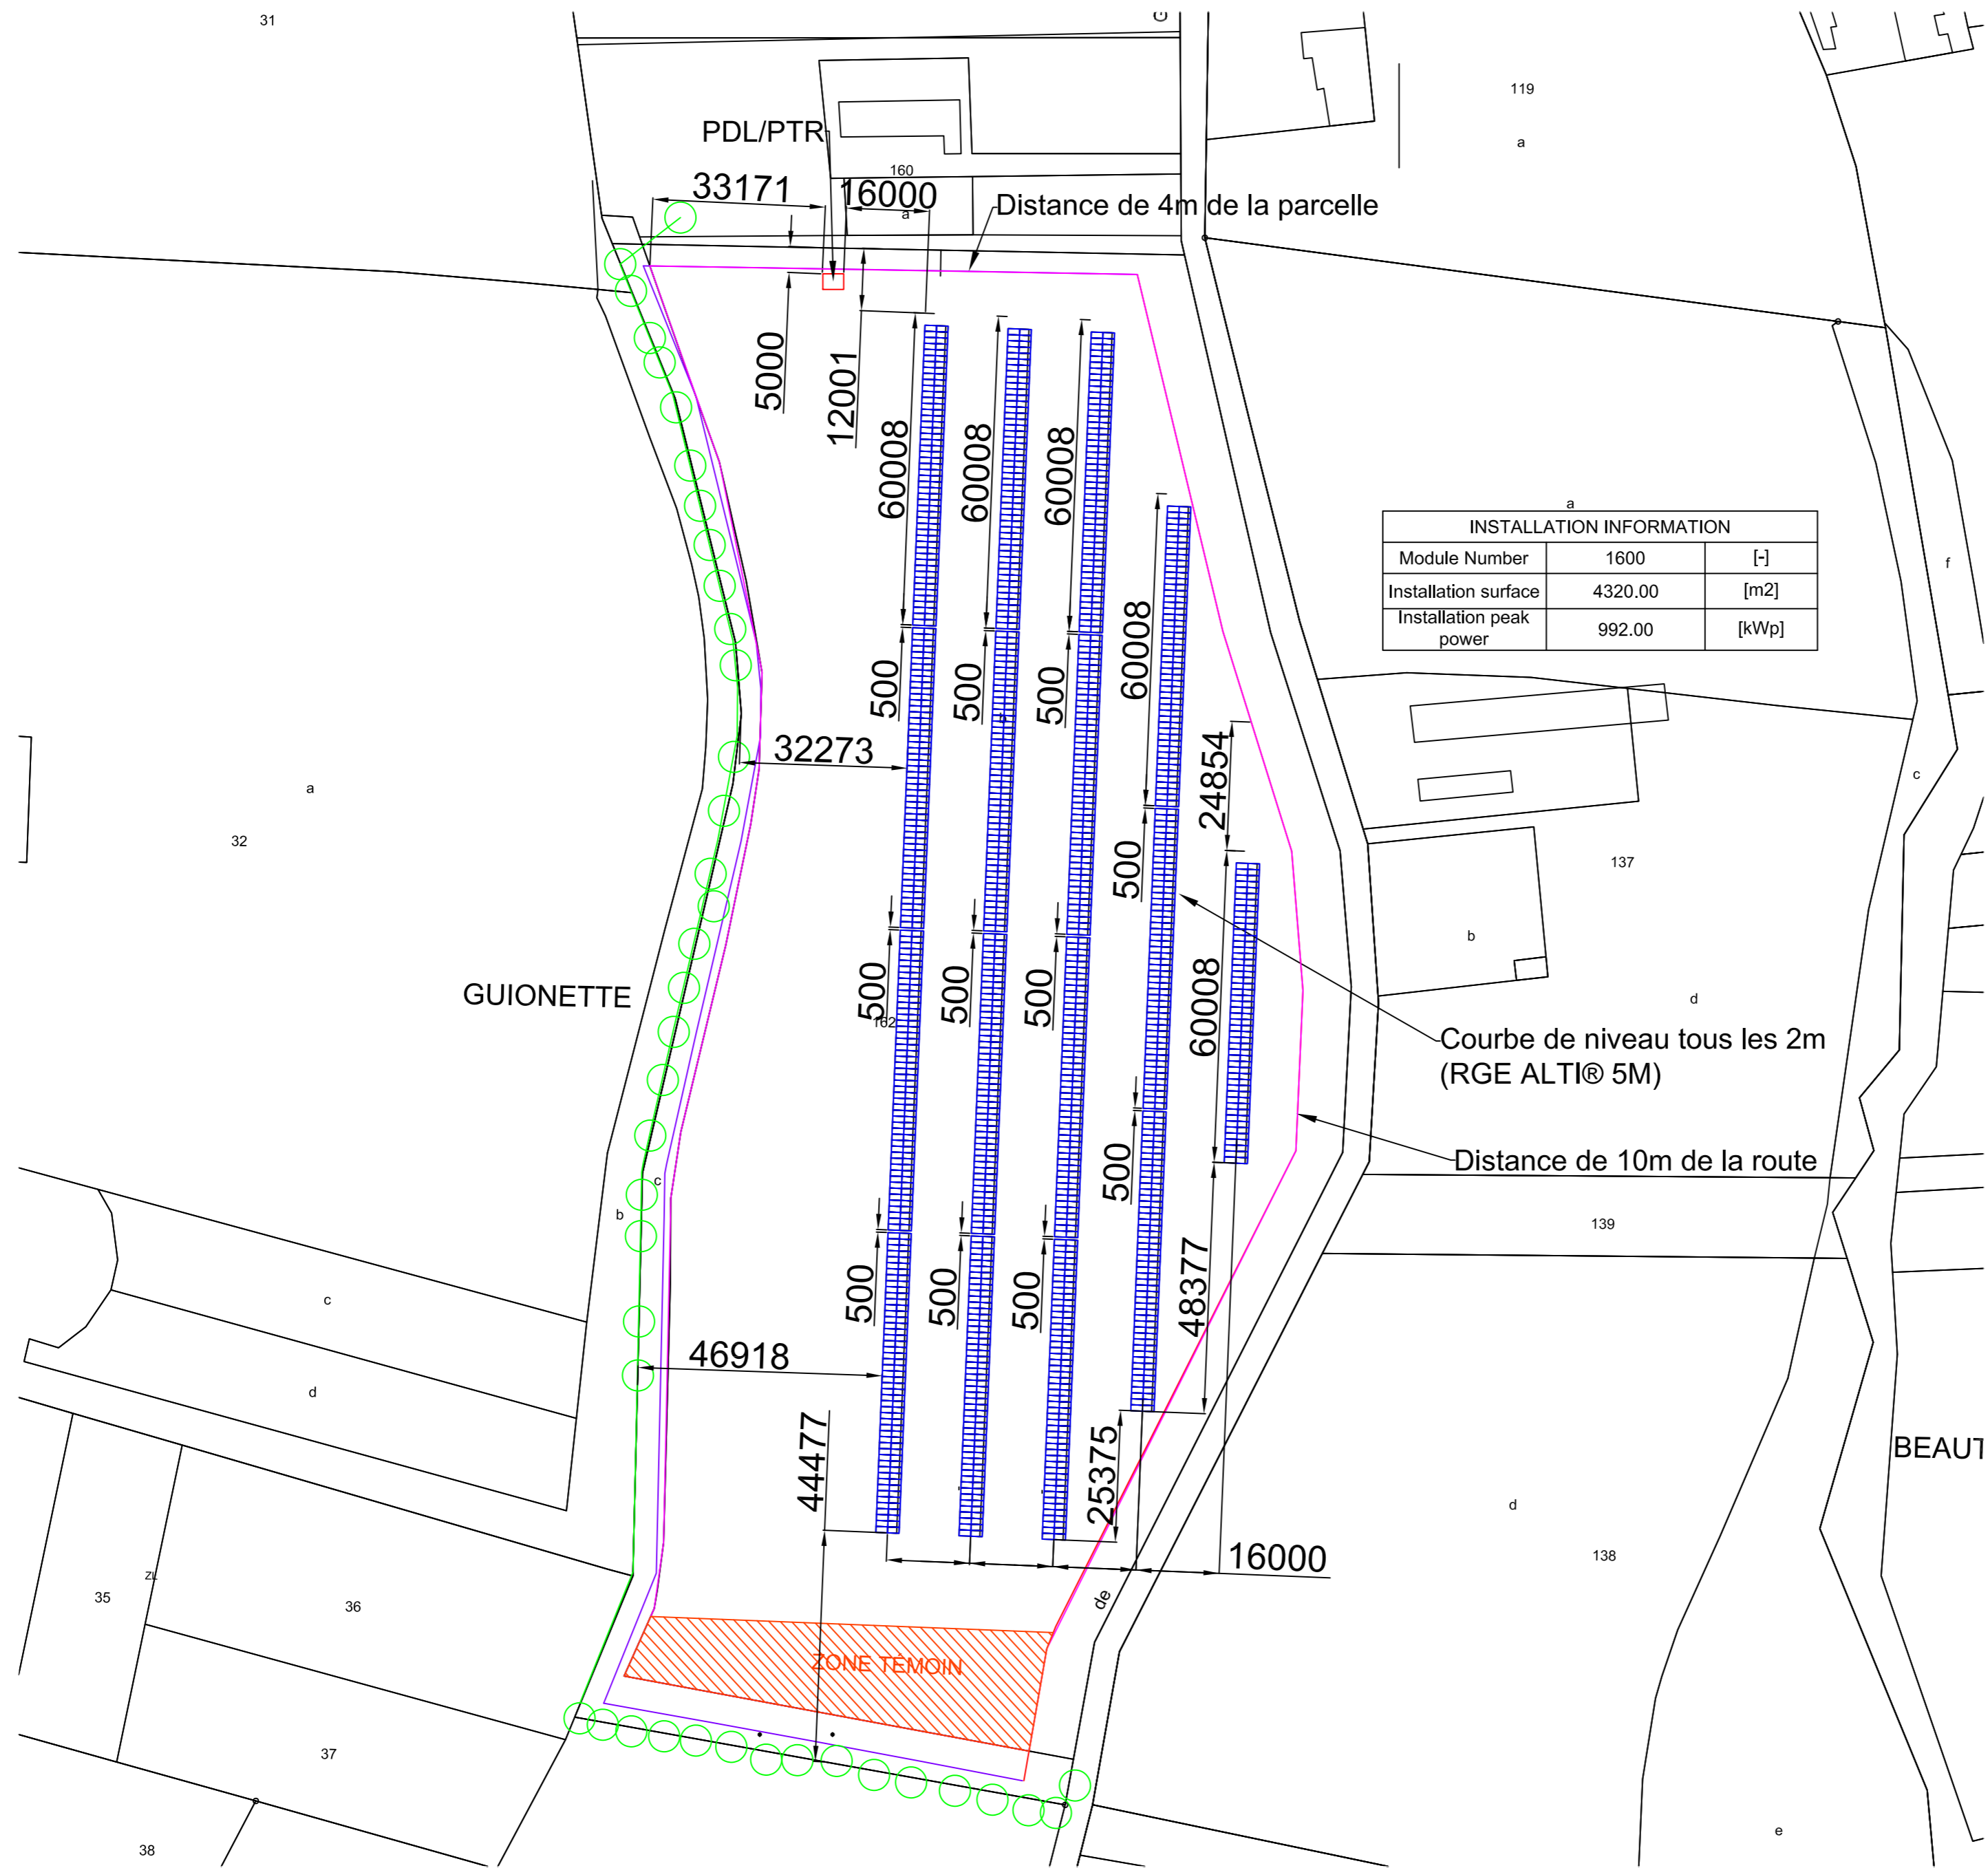 31
119
a
PDL/PTR
160
33171
16000
a
Distance de 4m de la parcelle
5000
12001
60008
60008
60008
60008
a
INSTALLATION INFORMATION
Module Number 1600 [-]
Installation surface 4320.00 [m2]
Installation peak power 992.00 [kWp]
f
500
500
500
b
32273
24854
a
c
32
500
137
b
60008
GUIONETTE
500
500
500
162
d
Courbe de niveau tous les 2m
(RGE ALTI® 5M)
500
Distance de 10m de la route
c
b
139
48377
500
500
500
c
46918
d
44477
25375
BEAUT
d
16000
138
de
ZL
35
36
ZONE TÉMOIN
37
e
38